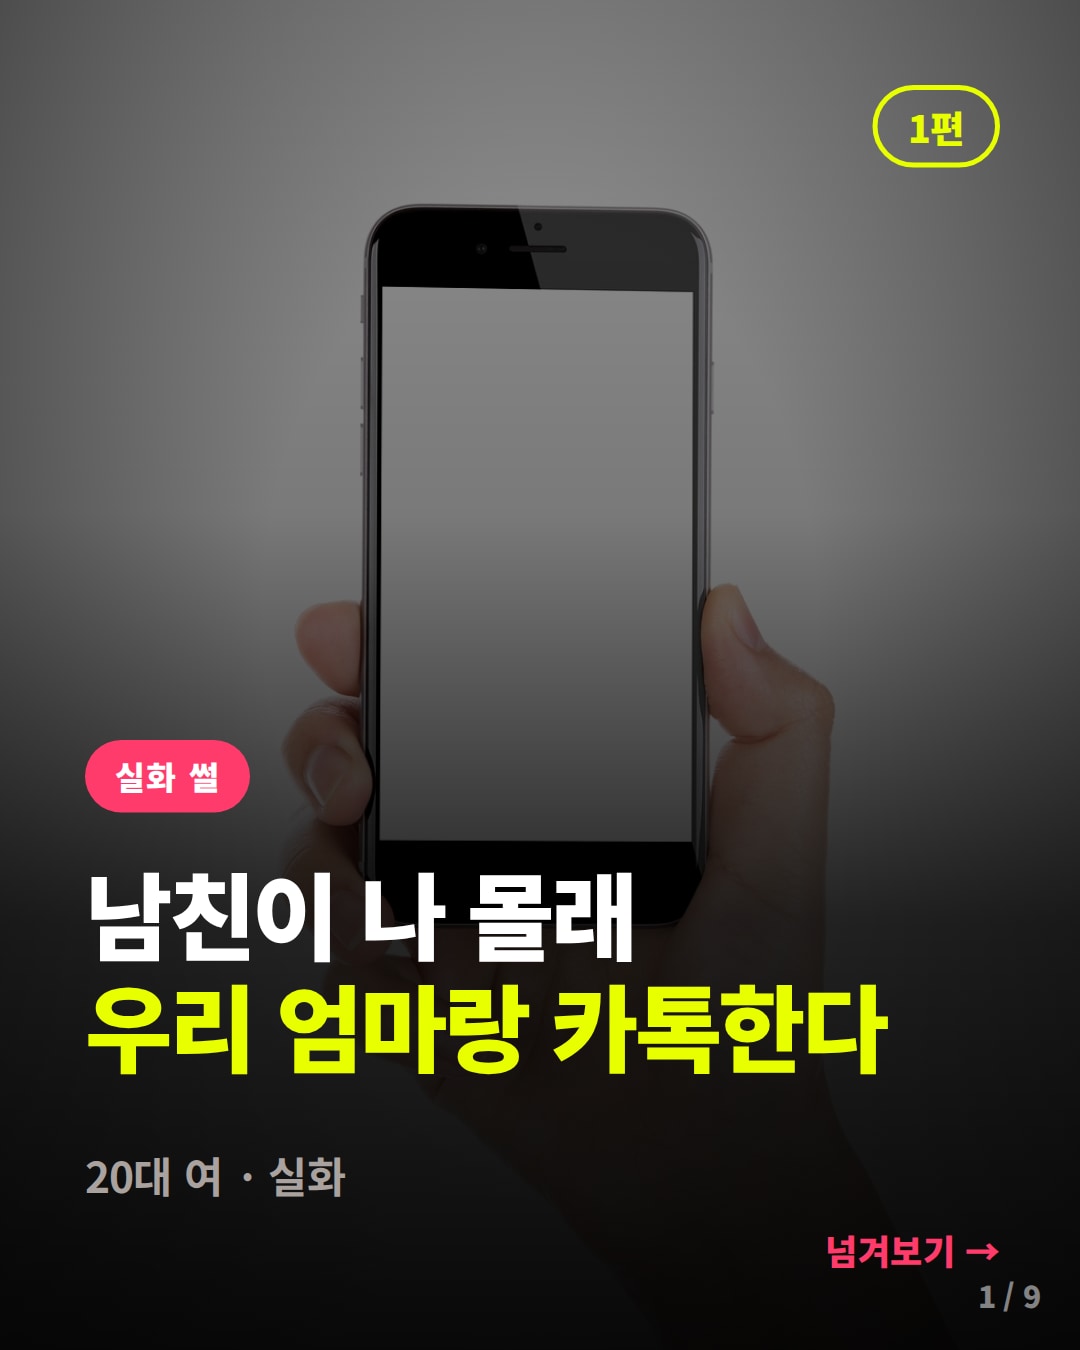 1편
실화 썰
남친이 나 몰래
우리 엄마랑 카톡한다
20대 여 · 실화
넘겨보기 →
1 / 9